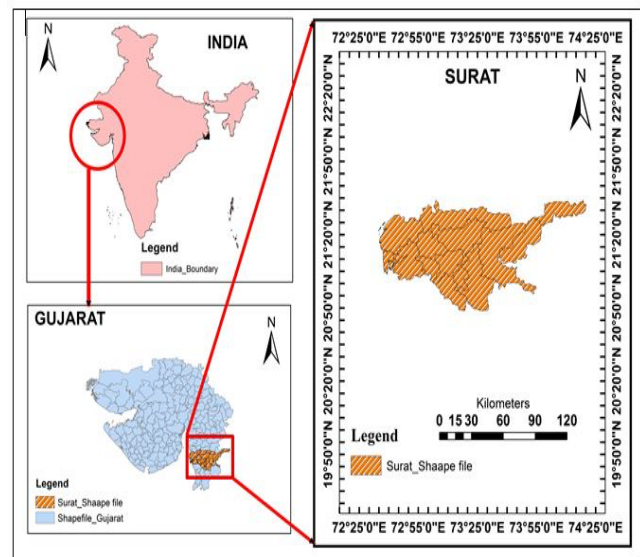 INDIA
N
Legend
India_Boundary
GUJARAT
N
Legend
Surat_Shaape file
Shapefile_Gujarat
72°25'0"E 72°55'0"E 73°25'0"E 73°55'0"E 74°25'0"E
SURAT
N
22°20'0"N
21°50'0"N
21°20'0"N
20°50'0"N
20°20'0"N
19°50'0"N
22°20'0"N
21°50'0"N
21°20'0"N
20°50'0"N
20°20'0"N
19°50'0"N
Kilometers
0 15 30 60 90 120
Legend
Surat_Shaape file
72°25'0"E 72°55'0"E 73°25'0"E 73°55'0"E 74°25'0"E